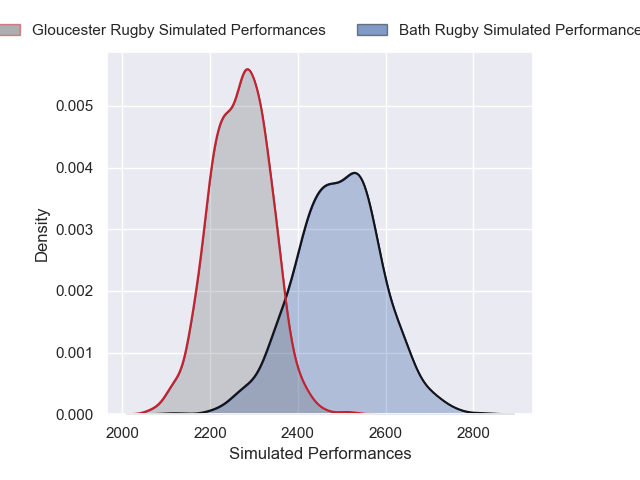 Gloucester Rugby Simulated Performances
Bath Rugby Simulated Performance
0.005
0.004
0.003
0.002
0.001
0.000
Density
2000 2200 2400 2600 2800
Simulated Performances